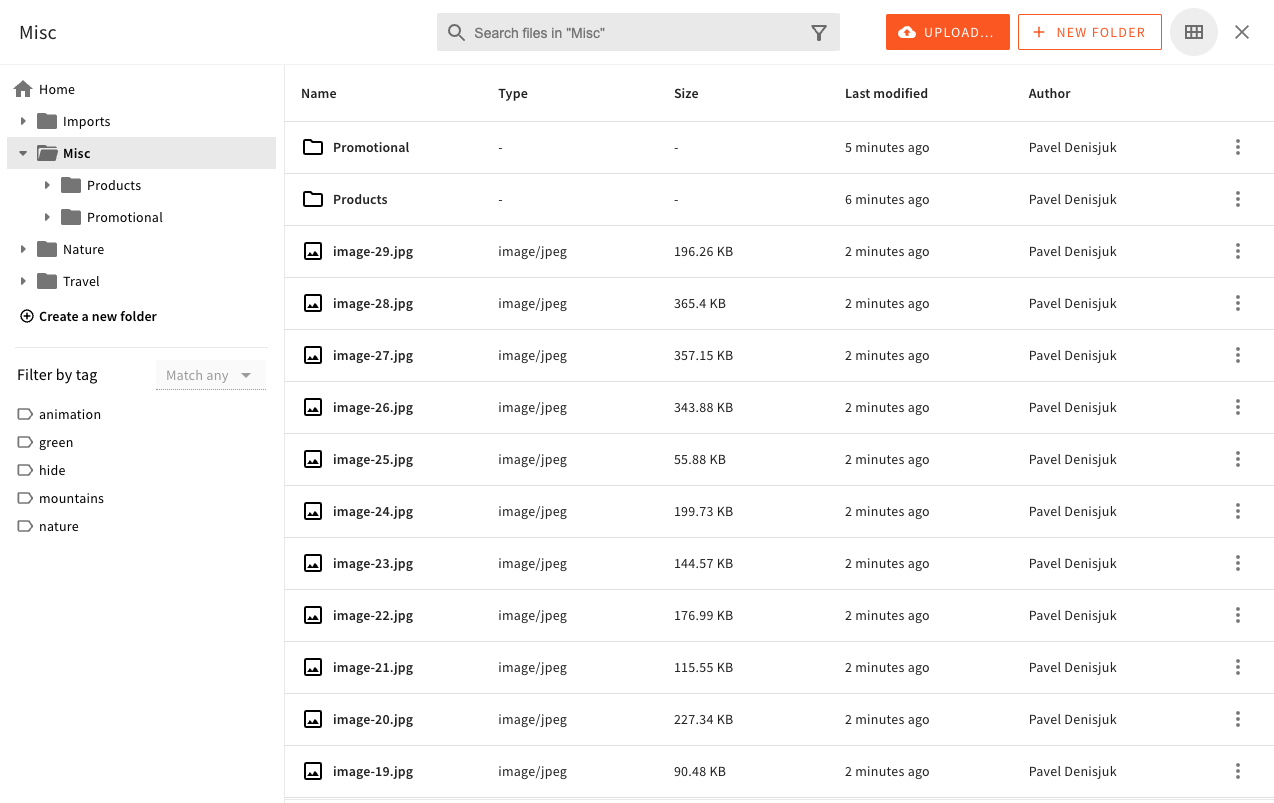 Misc
Search files in "Misc"
UPLOAD...
NEW FOLDER
Home
Imports
Misc
Products
Promotional
Nature
Travel
Create a new folder
Filter by tag
Match any
animation
green
hide
mountains
nature
Name Type Size Last modified Author
Promotional - - 5 minutes ago Pavel Denisjuk
Products - - 6 minutes ago Pavel Denisjuk
image-29.jpg image/jpeg 196.26 KB 2 minutes ago Pavel Denisjuk
image-28.jpg image/jpeg 365.4 KB 2 minutes ago Pavel Denisjuk
image-27.jpg image/jpeg 357.15 KB 2 minutes ago Pavel Denisjuk
image-26.jpg image/jpeg 343.88 KB 2 minutes ago Pavel Denisjuk
image-25.jpg image/jpeg 55.88 KB 2 minutes ago Pavel Denisjuk
image-24.jpg image/jpeg 199.73 KB 2 minutes ago Pavel Denisjuk
image-23.jpg image/jpeg 144.57 KB 2 minutes ago Pavel Denisjuk
image-22.jpg image/jpeg 176.99 KB 2 minutes ago Pavel Denisjuk
image-21.jpg image/jpeg 115.55 KB 2 minutes ago Pavel Denisjuk
image-20.jpg image/jpeg 227.34 KB 2 minutes ago Pavel Denisjuk
image-19.jpg image/jpeg 90.48 KB 2 minutes ago Pavel Denisjuk